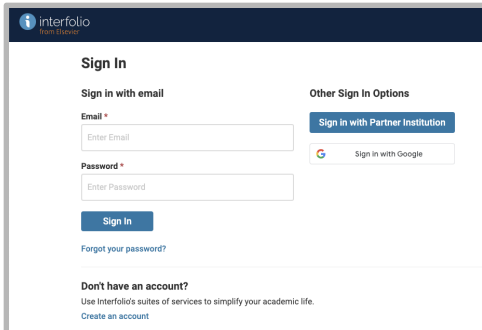 interfolio
from Elsevier
Sign In
Sign in with email
Email *
Enter Email
Password *
Enter Password
Sign In
Forgot your password?
Other Sign In Options
Sign in with Partner Institution
Sign in with Google
Don't have an account?
Use Interfolio's suites of services to simplify your academic life.
Create an account